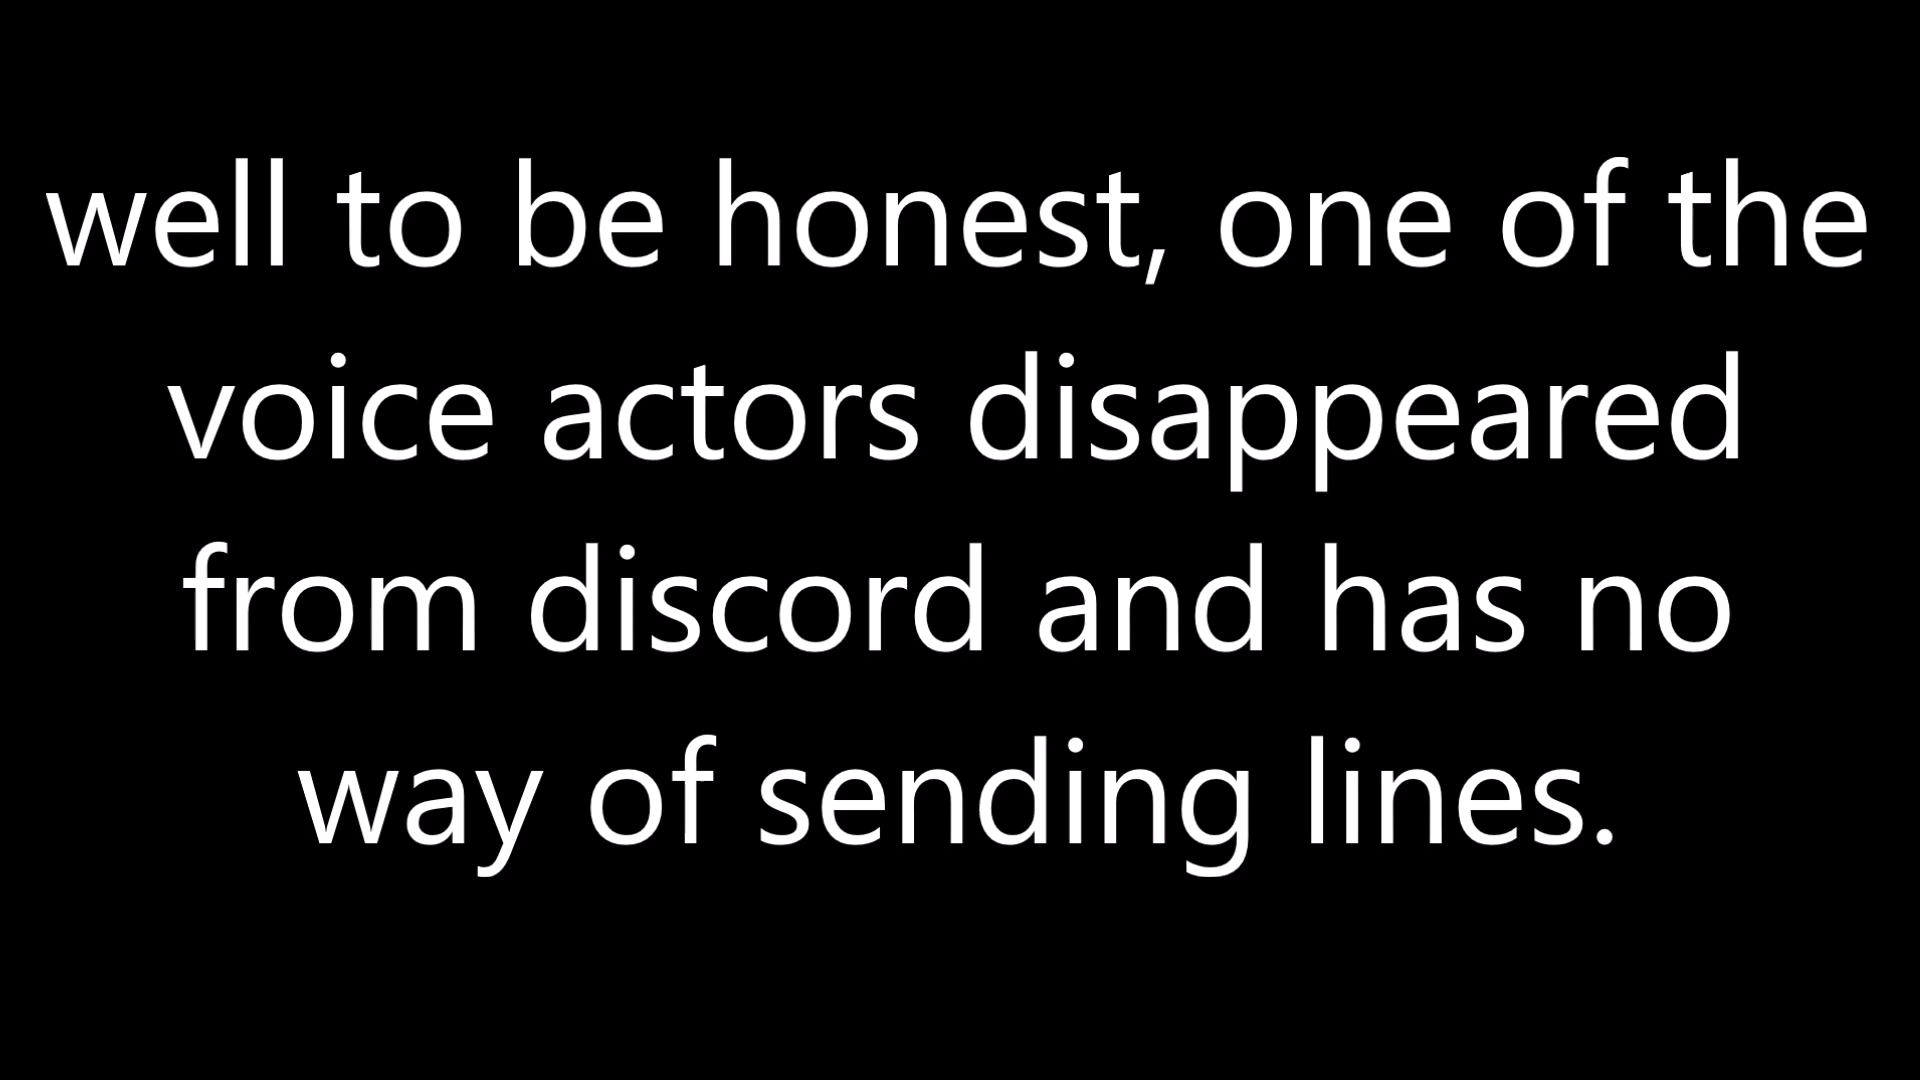 well to be honest, one of the
voice actors disappeared
from discord and has no
way of sending lines.